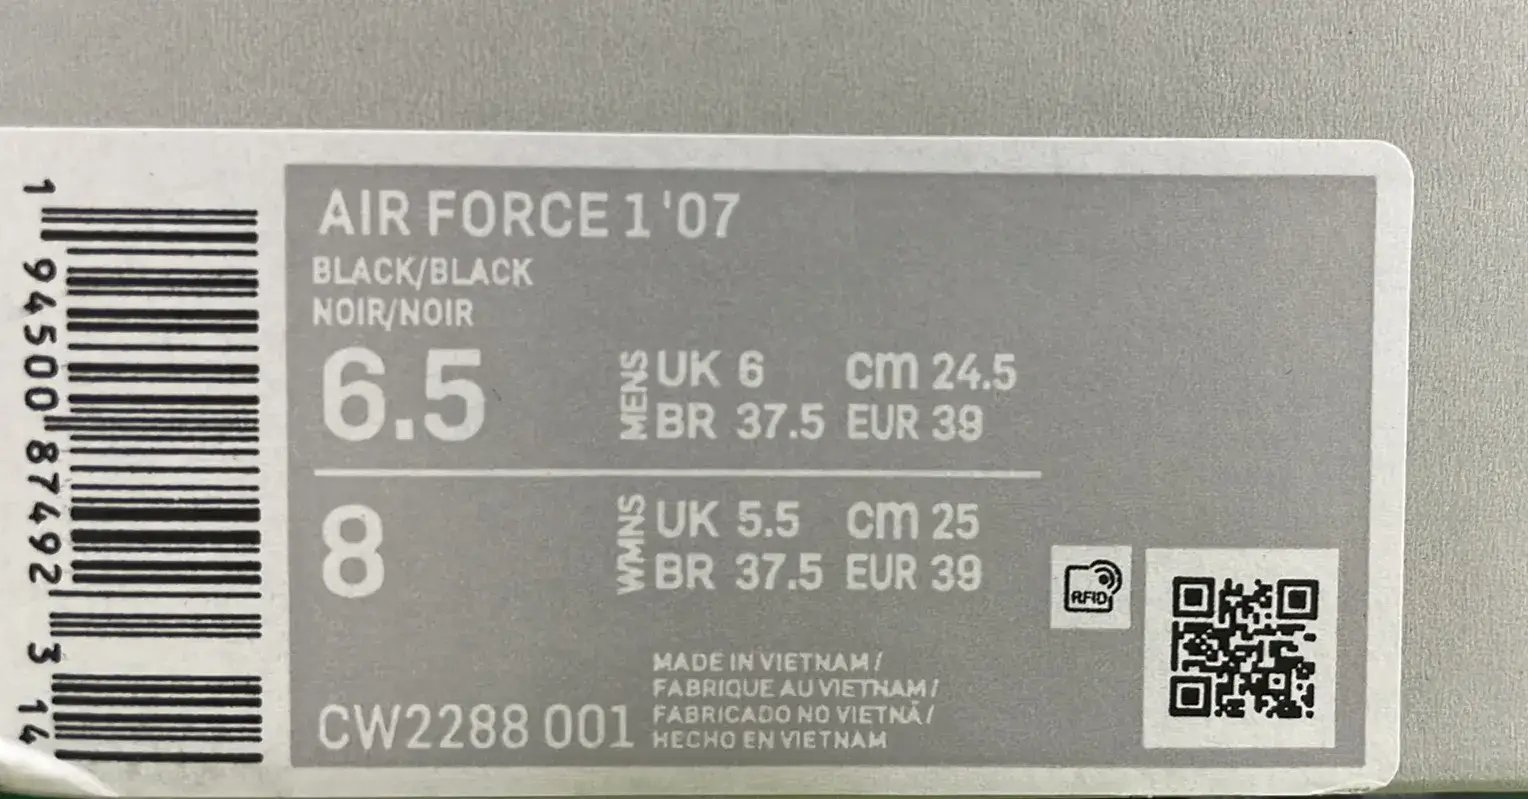 1 94500 87492 3 14
AIR FORCE 1 '07
BLACK/BLACK
NOIR/NOIR
6.5
MENS
UK 6 cm 24.5
BR 37.5 EUR 39
8
WMNS
UK 5.5 cm 25
BR 37.5 EUR 39
RFID
MADE IN VIETNAM/
FABRIQUE AU VIETNAM/
FABRICADO NO VIETNÃ/
HECHO EN VIETNAM
CW2288 001